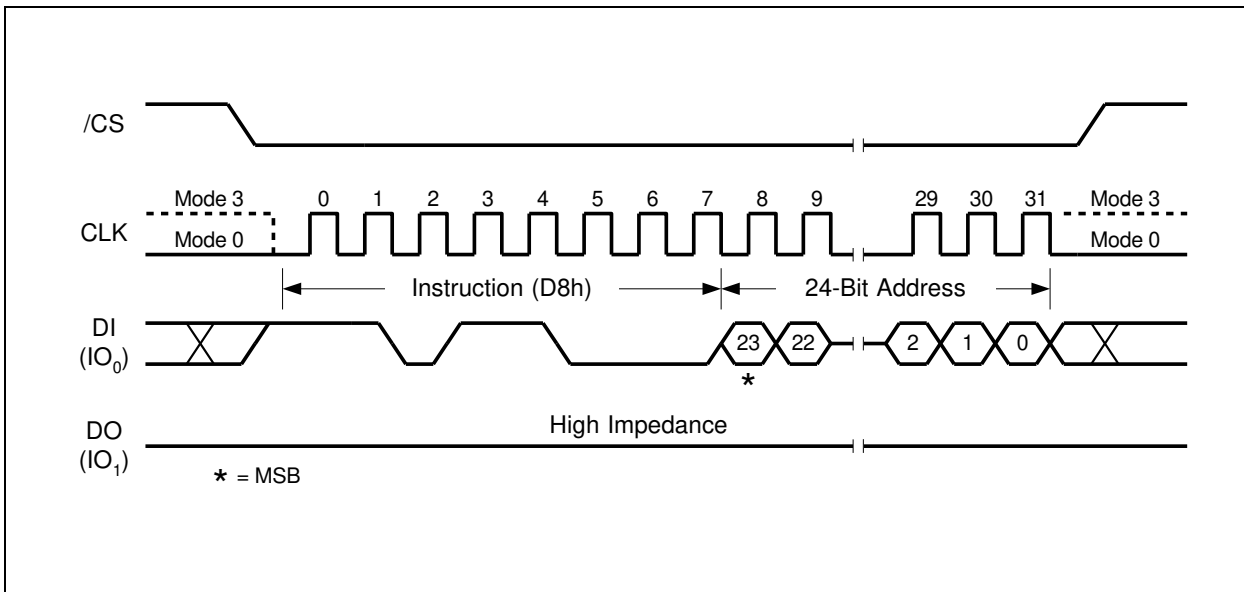 /CS
Mode 3 0 1 2 3 4 5 6 7 8 9 29 30 31 Mode 3
CLK
Mode 0 Mode 0
Instruction (D8h) 24-Bit Address
DI
(IO0)
23 22 2 1 0
*
High Impedance
DO
(IO1)
* = MSB